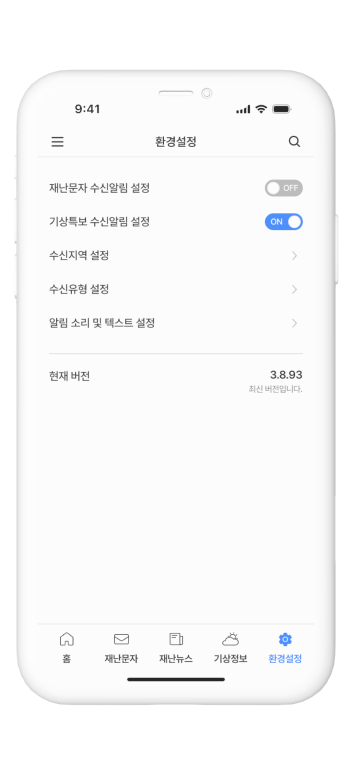 9:41
환경설정
재난문자 수신알림 설정
OFF
기상특보 수신알림 설정
ON
수신지역 설정
수신유형 설정
알림 소리 및 텍스트 설정
현재 버전
3.8.93
최신 버전입니다.
홈
재난문자
재난뉴스
기상정보
환경설정